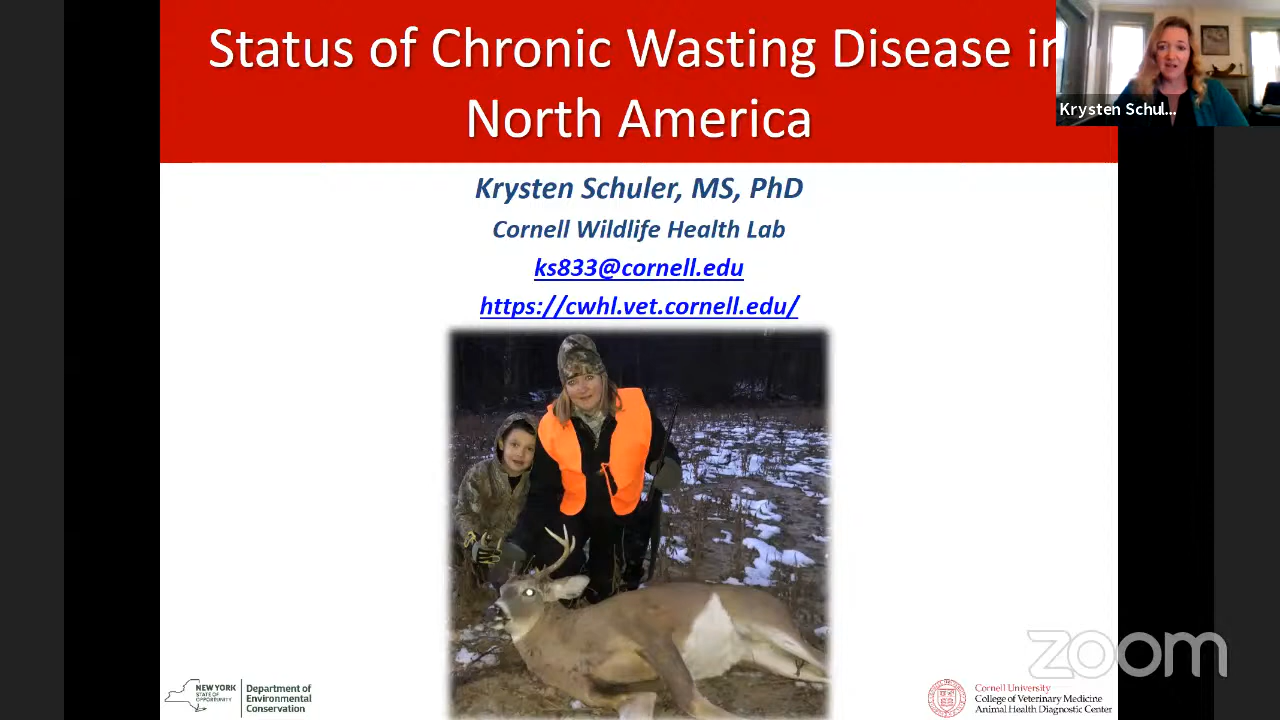 Status of Chronic Wasting Disease in
North America
Krysten Schul...
Krysten Schuler, MS, PhD
Cornell Wildlife Health Lab
ks833@cornell.edu
https://cwhl.vet.cornell.edu/
zoom
NEW YORK
STATE OF
OPPORTUNITY
Department of
Environmental
Conservation
Cornell University
College of Veterinary Medicine
Animal Health Diagnostic Center